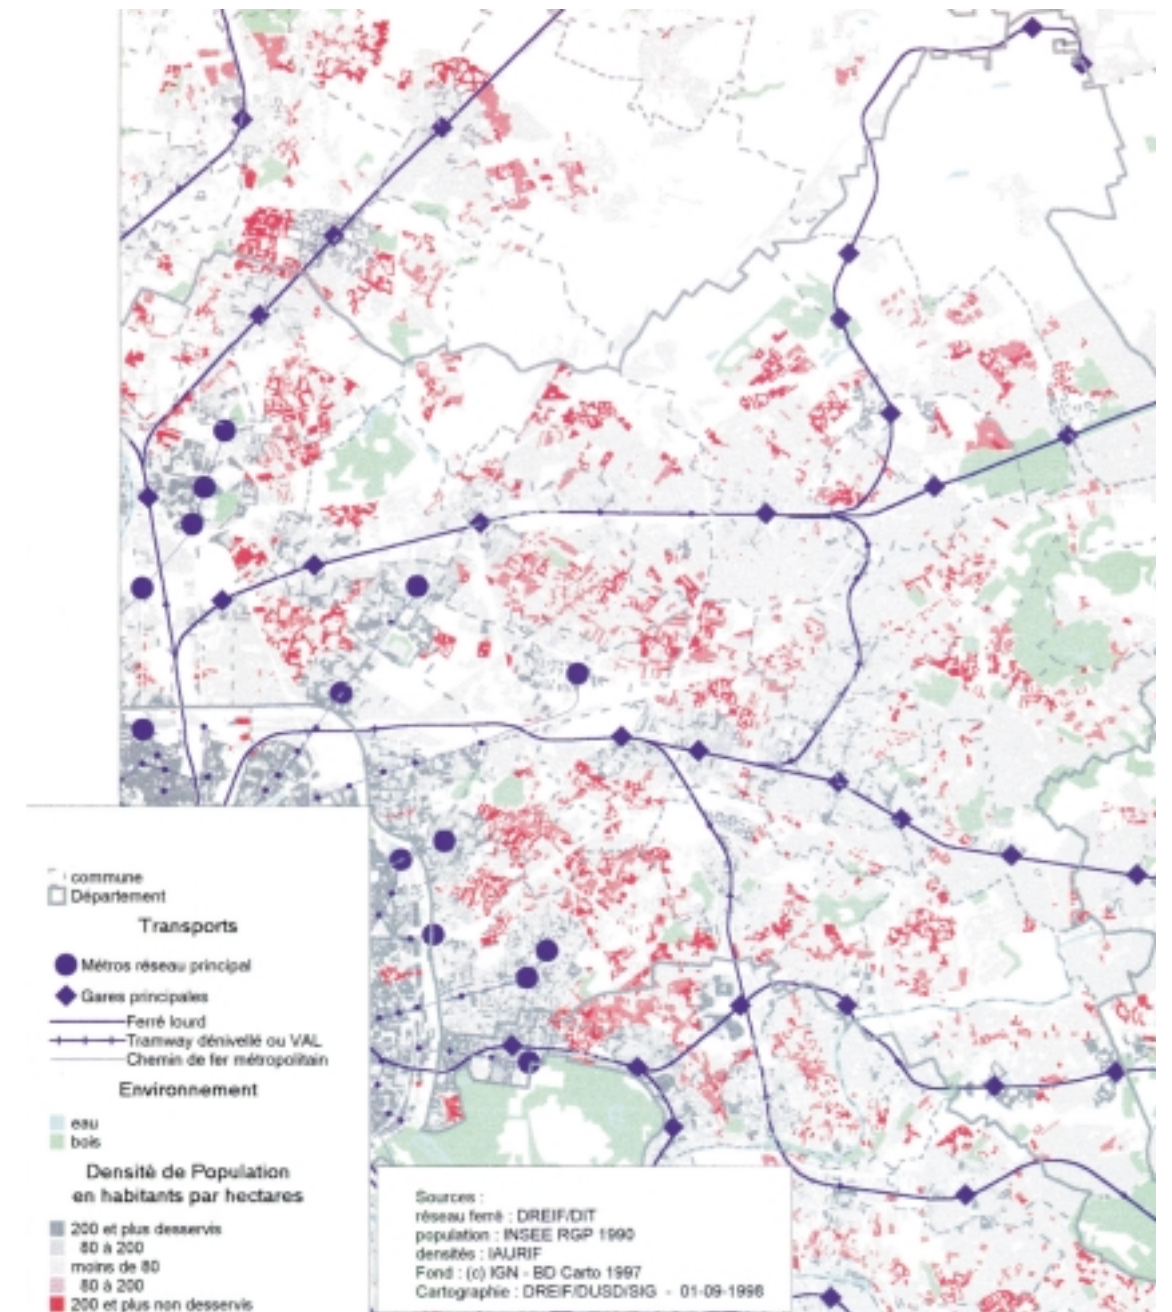 commune
Département
Transports
Métros réseau principal
Gares principales
Ferré lourd
Tramway dénivellé ou VAL
Chemin de fer métropolitain
Environnement
eau
bois
Densité de Population
en habitants par hectares
200 et plus desservis
80 à 200
moins de 80
80 à 200
200 et plus non desservis
Sources :
réseau ferré : DREIF/DIT
population : INSEE RGP 1990
densités : IAURIF
Fond : (c) IGN - BD Carto 1997
Cartographie : DREIF/DUSD/SIG - 01-09-1998